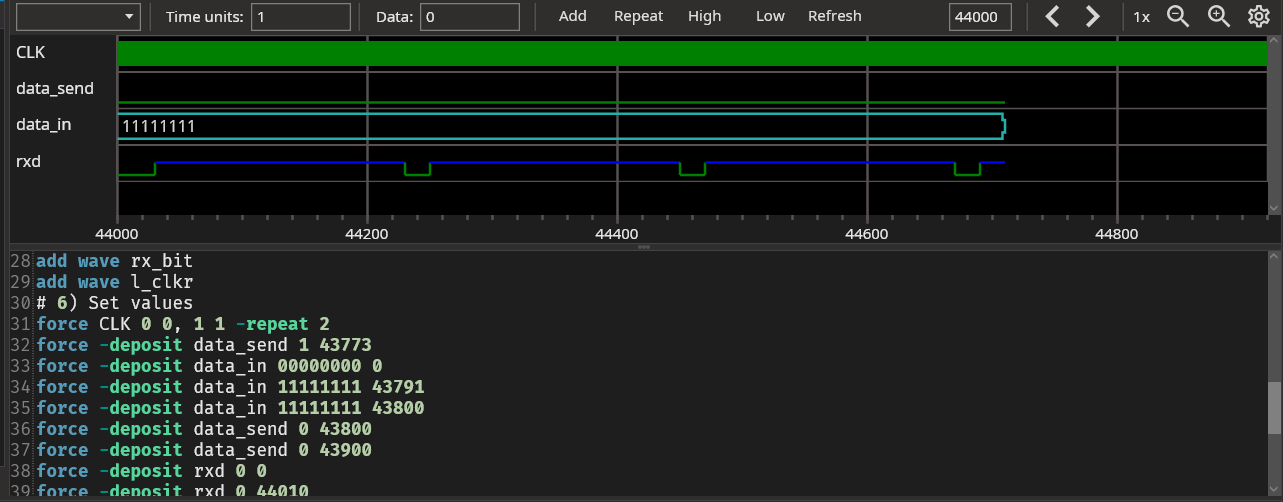 Time units: 1 Data: 0 Add Repeat High Low Refresh 44000 1x
CLK
data_send
data_in 11111111
rxd
44000 44200 44400 44600 44800
28 add wave rx_bit
29 add wave l_clkr
30 # 6) Set values
31 force CLK 0 0, 1 1 -repeat 2
32 force -deposit data_send 1 43773
33 force -deposit data_in 00000000 0
34 force -deposit data_in 11111111 43791
35 force -deposit data_in 11111111 43800
36 force -deposit data_send 0 43800
37 force -deposit data_send 0 43900
38 force -deposit rxd 0 0
39 force -deposit rxd 0 44010